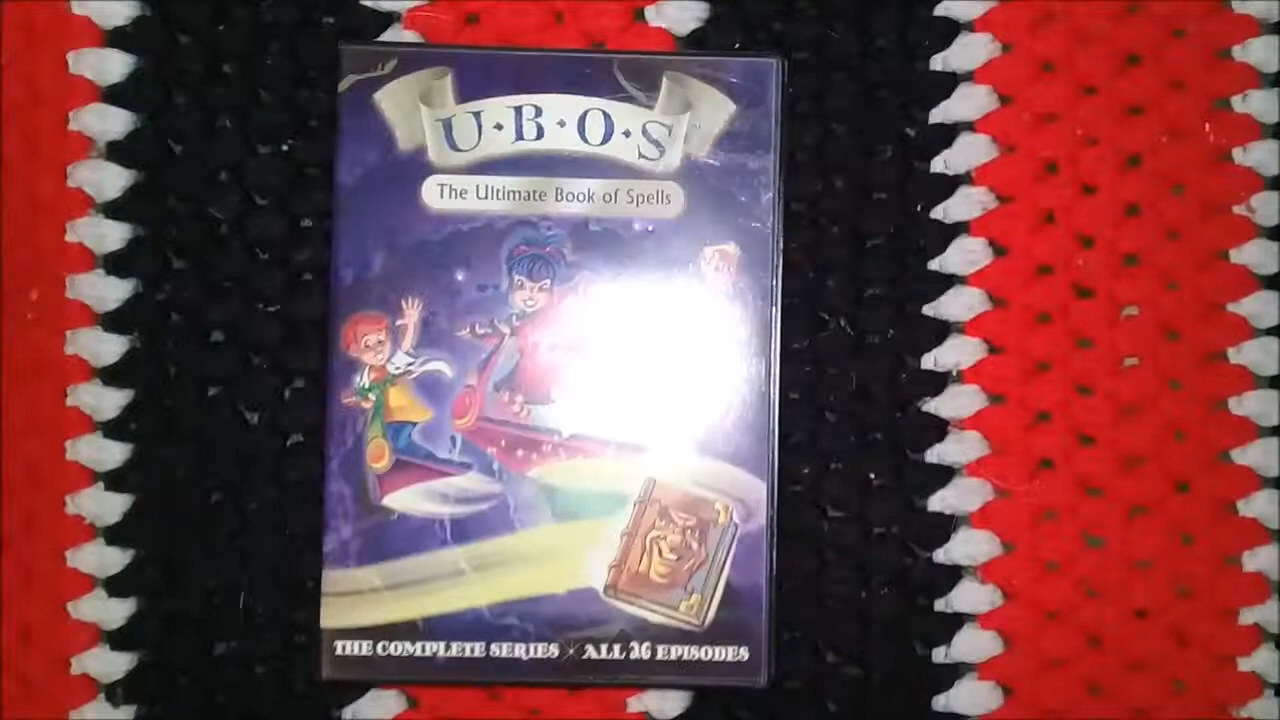 U·B·O·S
The Ultimate Book of Spells
THE COMPLETE SERIES × ALL 26 EPISODES